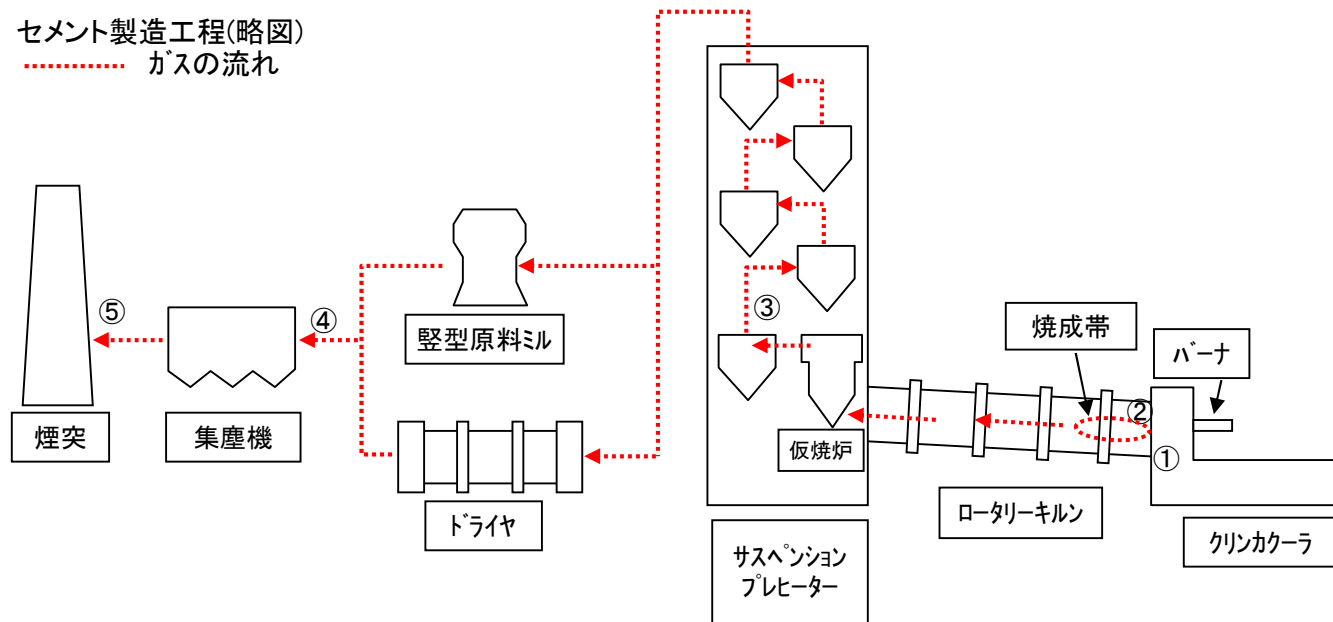 セメント製造工程(略図)
ガスの流れ
③
焼成帯
バーナ
⑤
④
竪型原料ミル
②
煙突
集塵機
仮焼炉
①
ロータリーキルン
ドライヤ
クリンカクーラ
サスペンション
プレヒーター